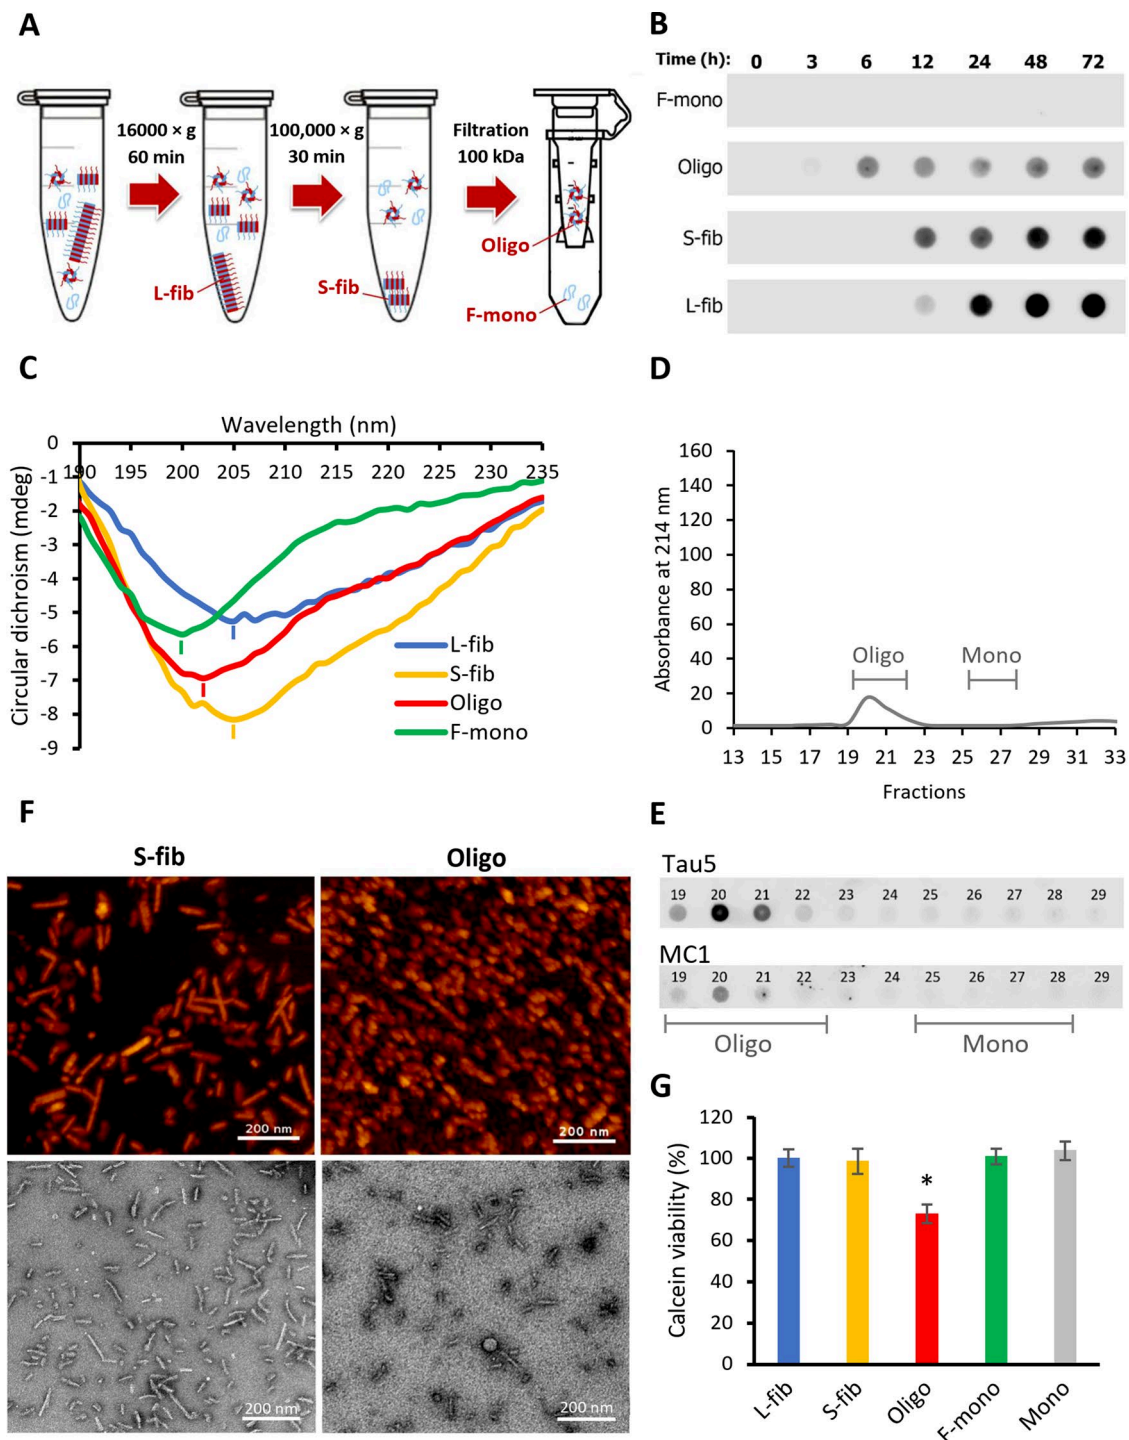 A
16000 × g
60 min
100,000 × g
30 min
Filtration
100 kDa
L-fib
S-fib
Oligo
F-mono
B
Time (h): 0 3 6 12 24 48 72
F-mono
Oligo
S-fib
L-fib
C
Wavelength (nm)
190 195 200 205 210 215 220 225 230 235
0
-1
-2
-3
-4
-5
-6
-7
-8
-9
Circular dichroism (mdeg)
L-fib
S-fib
Oligo
F-mono
D
160
140
120
100
80
60
40
20
0
Absorbance at 214 nm
Oligo Mono
13 15 17 19 21 23 25 27 29 31 33
Fractions
F
S-fib Oligo
200 nm
200 nm
200 nm
200 nm
E
Tau5
19 20 21 22 23 24 25 26 27 28 29
MC1
19 20 21 22 23 24 25 26 27 28 29
Oligo Mono
G
120
100
80
60
40
20
0
Calcein viability (%)
*
L-fib S-fib Oligo F-mono Mono